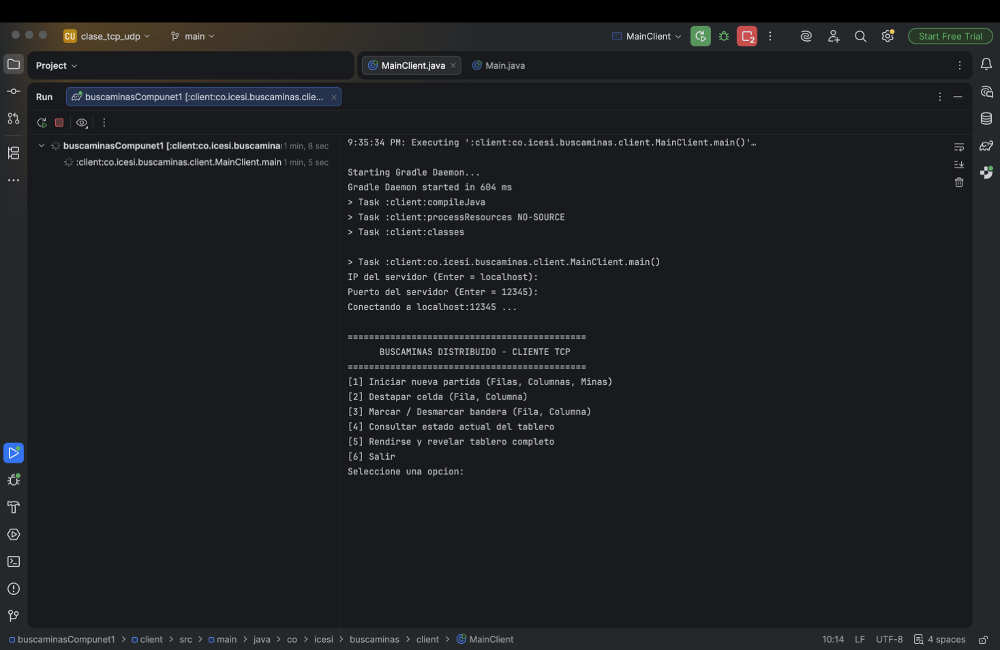 CU clase_tcp_udp
main
MainClient
2
Start Free Trial
Project
MainClient.java
Main.java
Run
buscaminasCompunet1 [:client:co.icesi.buscaminas.clie...
buscaminasCompunet1 [:client:co.icesi.buscamina: 1 min, 8 sec
:client:co.icesi.buscaminas.client.MainClient.main 1 min, 5 sec
9:35:34 PM: Executing ':client:co.icesi.buscaminas.client.MainClient.main()'…
Starting Gradle Daemon...
Gradle Daemon started in 604 ms
> Task :client:compileJava
> Task :client:processResources NO-SOURCE
> Task :client:classes
> Task :client:co.icesi.buscaminas.client.MainClient.main()
IP del servidor (Enter = localhost):
Puerto del servidor (Enter = 12345):
Conectando a localhost:12345 ...
=============================================
BUSCAMINAS DISTRIBUIDO - CLIENTE TCP
=============================================
[1] Iniciar nueva partida (Filas, Columnas, Minas)
[2] Destapar celda (Fila, Columna)
[3] Marcar / Desmarcar bandera (Fila, Columna)
[4] Consultar estado actual del tablero
[5] Rendirse y revelar tablero completo
[6] Salir
Seleccione una opcion:
buscaminasCompunet1 > client > src > main > java > co > icesi > buscaminas > client > MainClient
10:14 LF UTF-8 4 spaces